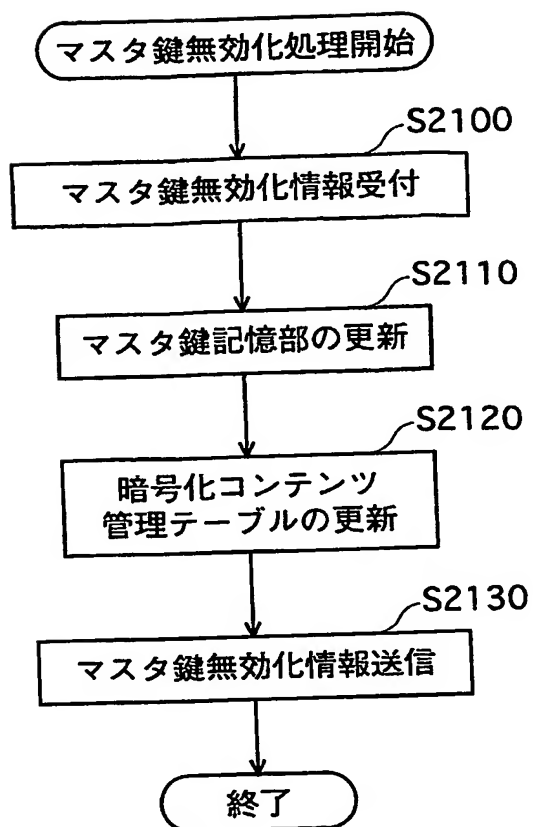 マスタ鍵無効化処理開始
S2100
マスタ鍵無効化情報受付
S2110
マスタ鍵記憶部の更新
S2120
暗号化コンテンツ
管理テーブルの更新
S2130
マスタ鍵無効化情報送信
終了